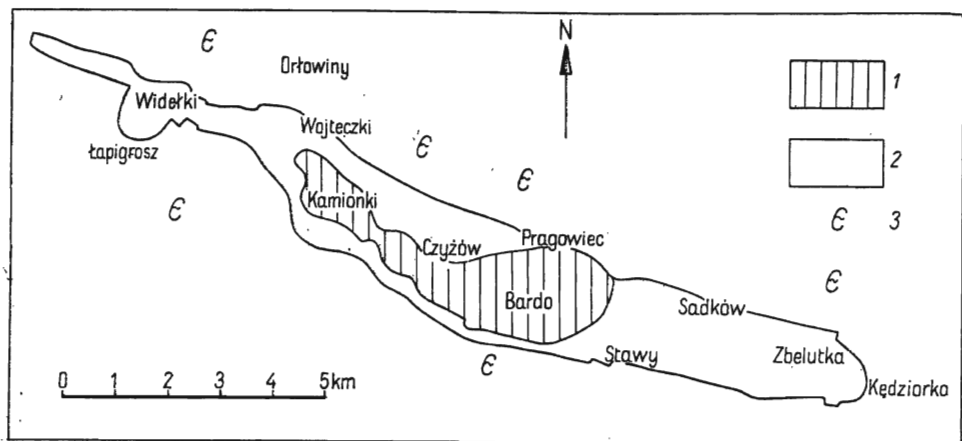 Є
Orłowiny
N
1
Widełki
Wojteczki
Łapigrosz
Є
2
Є
Є
Kamionki
Є 3
Czyżów
Pragowiec
Є
Bardo
Sadków
Stawy
Zbelutka
Є
0 1 2 3 4 5km
Kędziorka